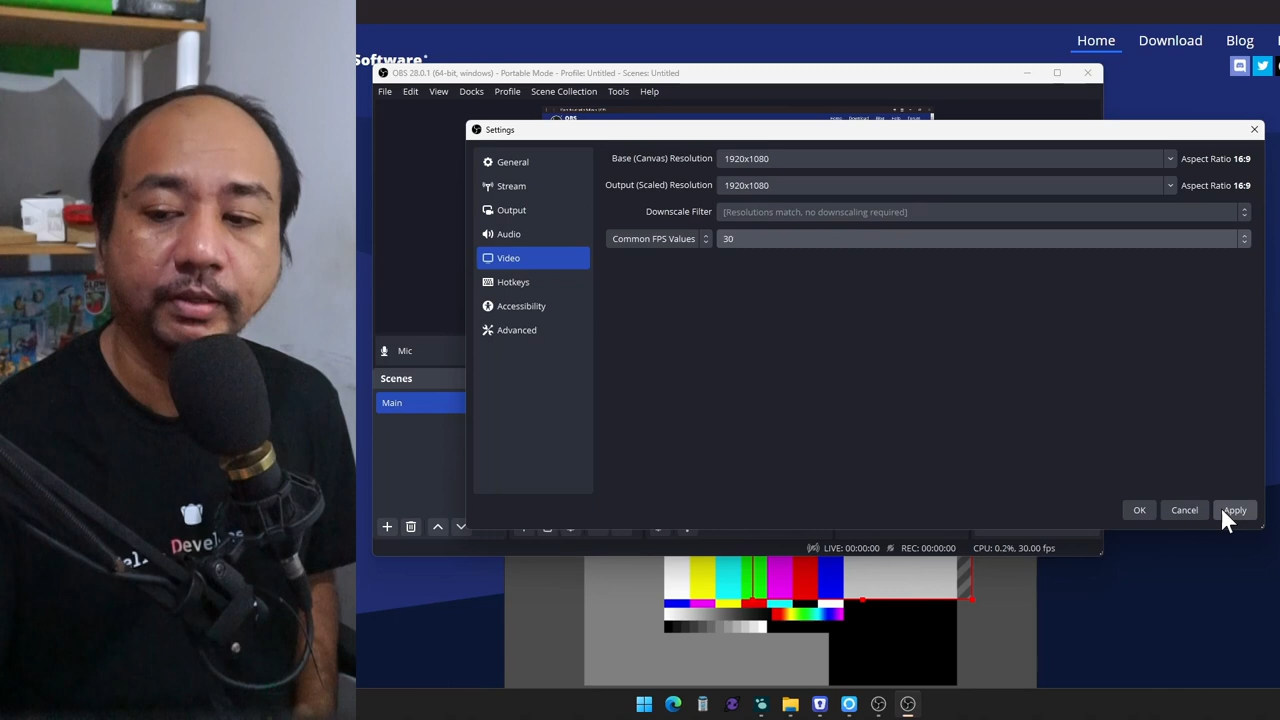 Home
Download
Blog
Software
OBS 28.0.1 (64-bit, windows) - Portable Mode - Profile: Untitled - Scenes: Untitled
File Edit View Docks Profile Scene Collection Tools Help
Settings
General
Stream
Output
Audio
Video
Hotkeys
Accessibility
Advanced
Base (Canvas) Resolution 1920x1080 Aspect Ratio 16:9
Output (Scaled) Resolution 1920x1080 Aspect Ratio 16:9
Downscale Filter [Resolutions match, no downscaling required]
Common FPS Values 30
Mic
Scenes
Main
OK Cancel Apply
LIVE: 00:00:00 REC: 00:00:00 CPU: 0.2%, 30.00 fps